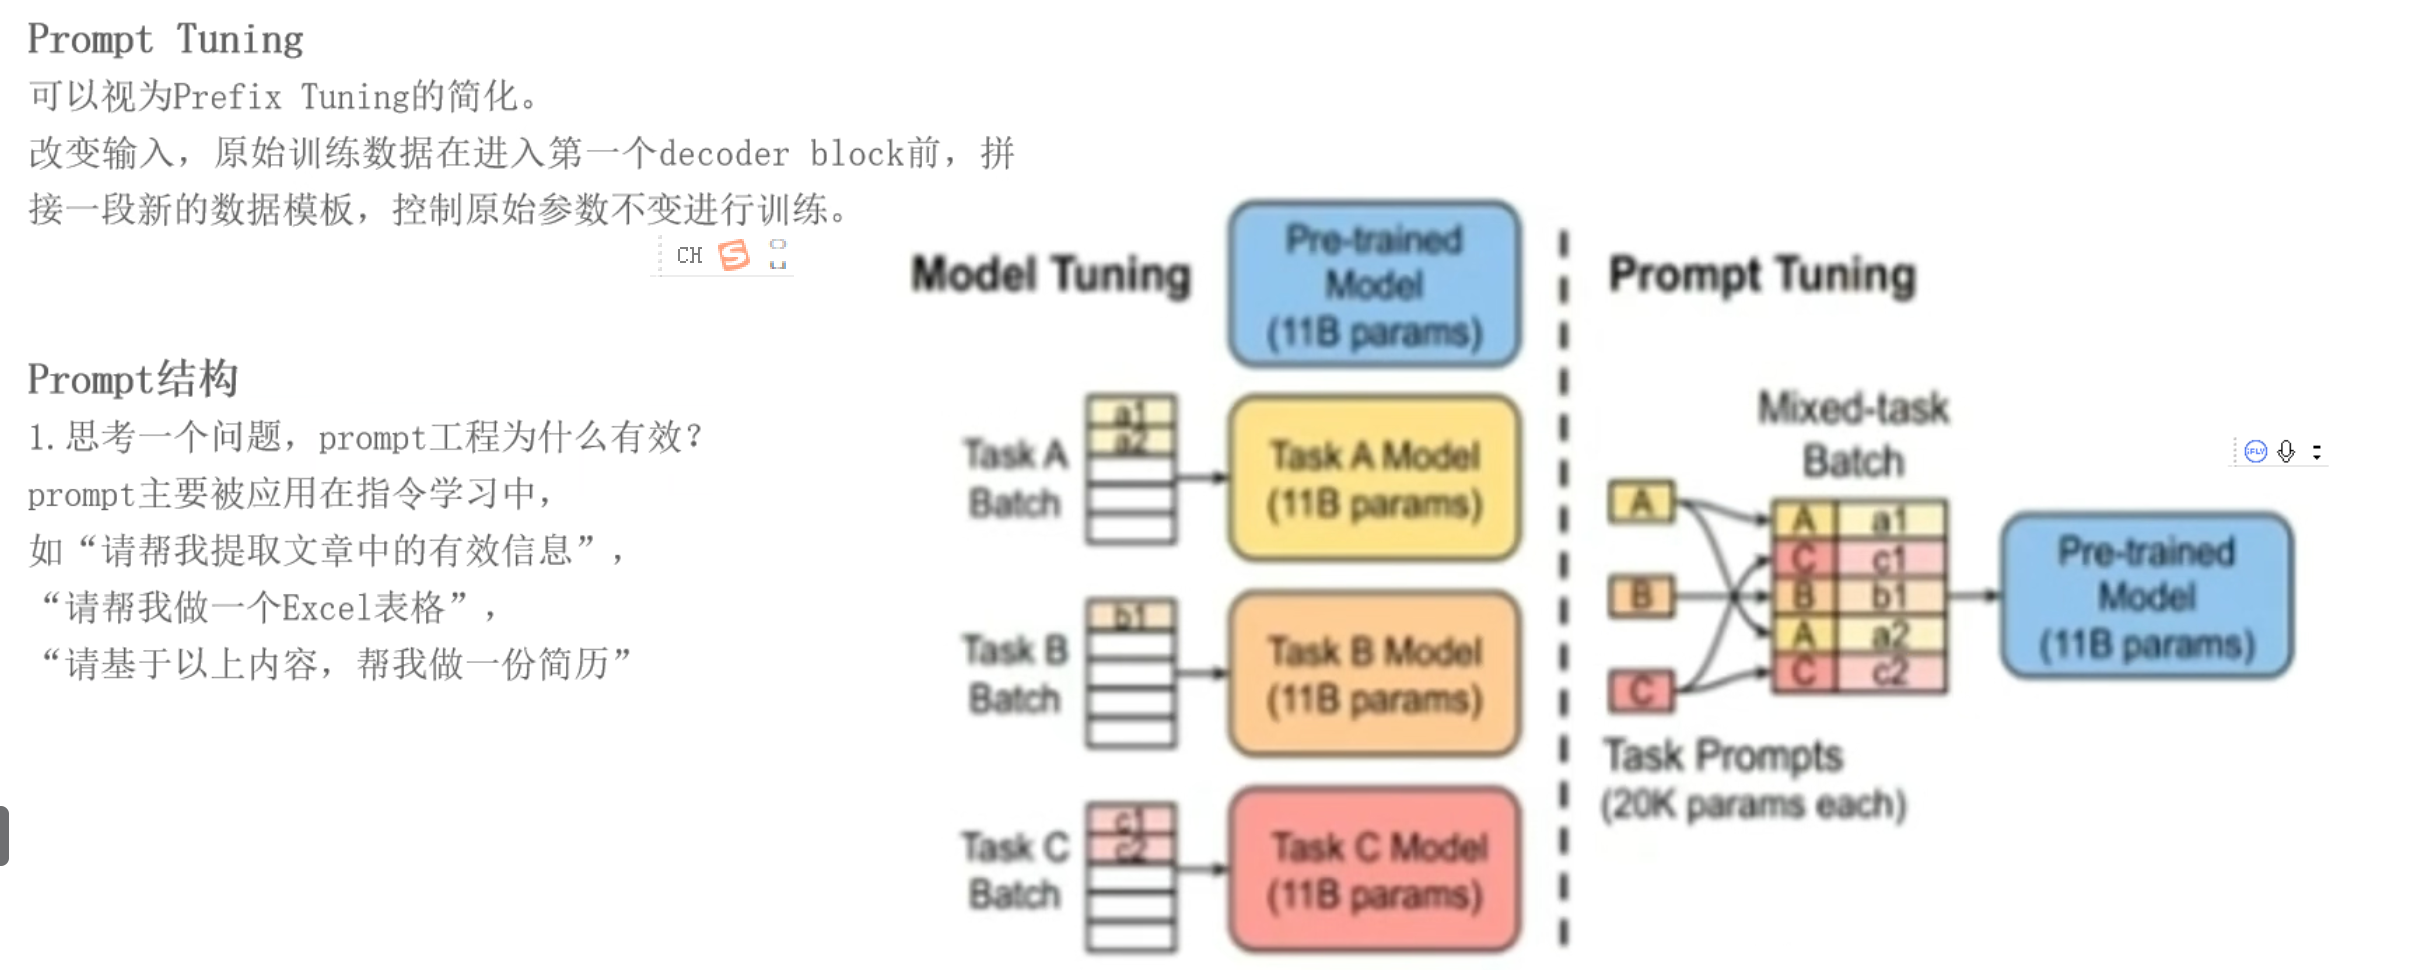 Prompt Tuning
可以视为Prefix Tuning的简化。
改变输入，原始训练数据在进入第一个decoder block前，拼
接一段新的数据模板，控制原始参数不变进行训练。
CH
Prompt结构
1.思考一个问题，prompt工程为什么有效？
prompt主要被应用在指令学习中，
如“请帮我提取文章中的有效信息”，
“请帮我做一个Excel表格”，
“请基于以上内容，帮我做一份简历”
Model Tuning
Pre-trained
Model
(11B params)
a1
a2
Task A
Batch
Task A Model
(11B params)
b1
Task B
Batch
Task B Model
(11B params)
c1
c2
Task C
Batch
Task C Model
(11B params)
Prompt Tuning
Mixed-task
Batch
A
B
C
A a1
C c1
B b1
A a2
C c2
Task Prompts
(20K params each)
Pre-trained
Model
(11B params)
iFLY